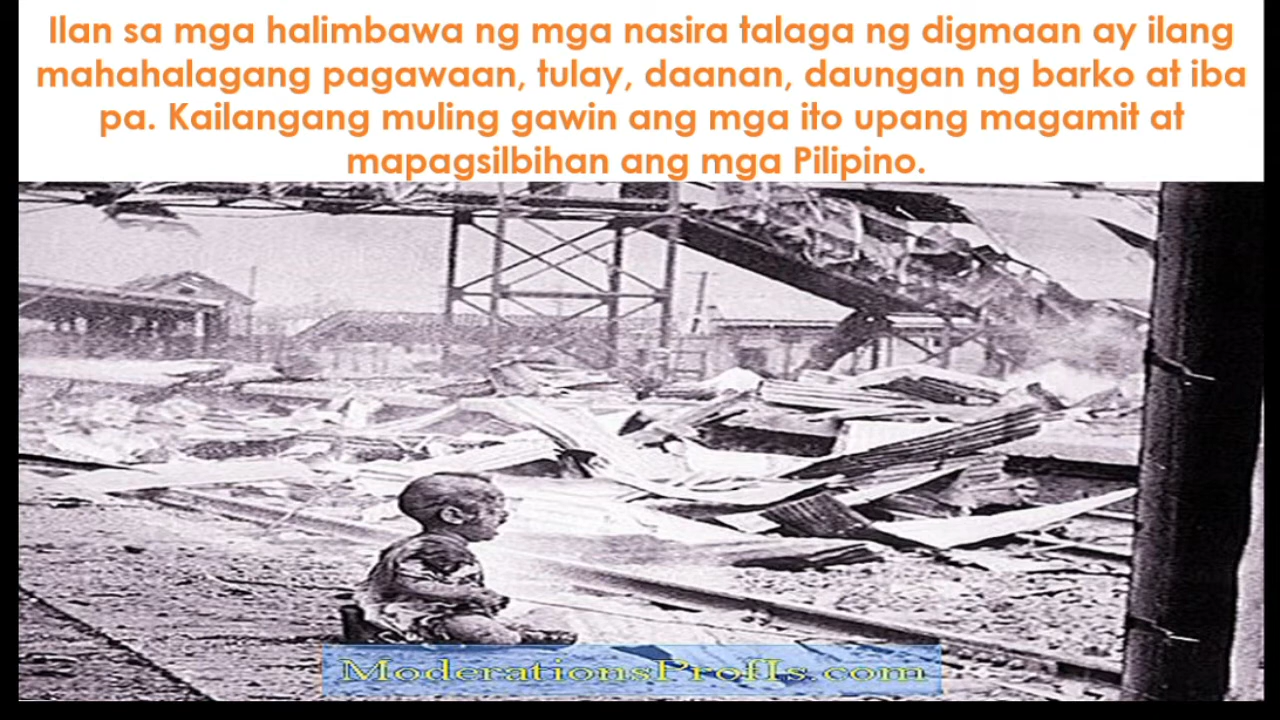 Ilan sa mga halimbawa ng mga nasira talaga ng digmaan ay ilang
mahahalagang pagawaan, tulay, daanan, daungan ng barko at iba
pa. Kailangang muling gawin ang mga ito upang magamit at
mapagsilbihan ang mga Pilipino.
ModerationsProfIs.com